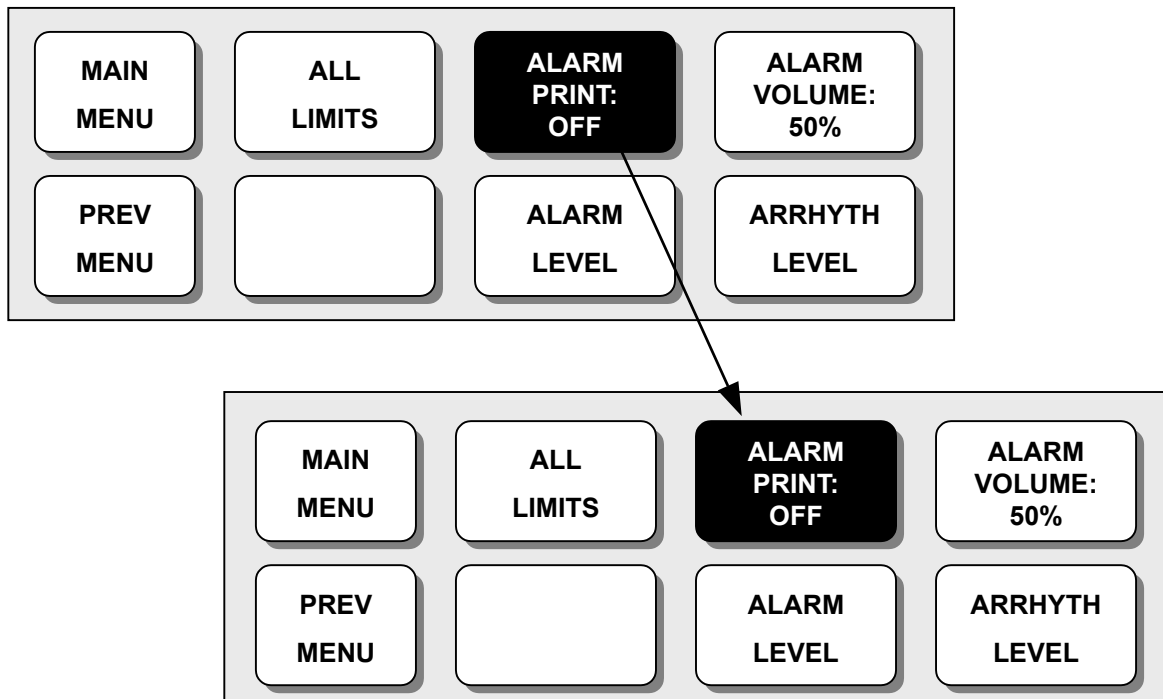 MAIN
MENU
ALL
LIMITS
ALARM
PRINT:
OFF
ALARM
VOLUME:
50%
PREV
MENU
ALARM
LEVEL
ARRHYTH
LEVEL
MAIN
MENU
ALL
LIMITS
ALARM
PRINT:
OFF
ALARM
VOLUME:
50%
PREV
MENU
ALARM
LEVEL
ARRHYTH
LEVEL